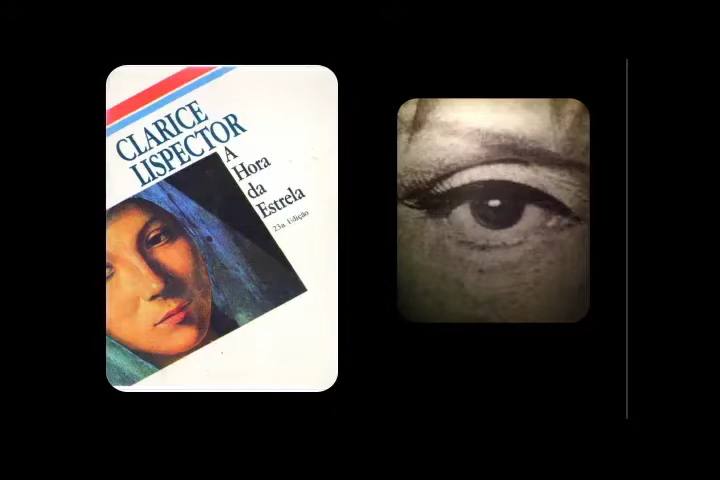 CLARICE
LISPECTOR
A
Hora
da
Estrela
23a Edição